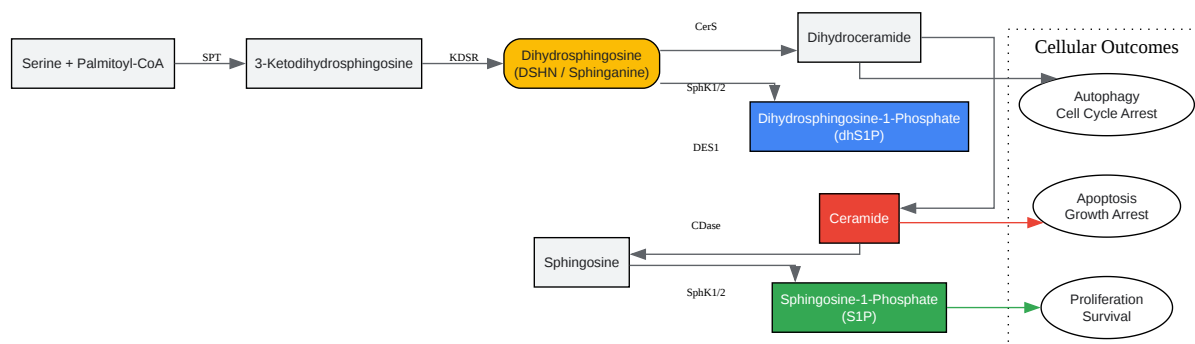 Serine + Palmitoyl-CoA
SPT
3-Ketodihydrosphingosine
KDSR
Dihydrosphingosine
(DSHN / Sphinganine)
CerS
Dihydroceramide
SphK1/2
Dihydrosphingosine-1-Phosphate
(dhS1P)
DES1
Ceramide
CDase
Sphingosine
SphK1/2
Sphingosine-1-Phosphate
(S1P)
Cellular Outcomes
Autophagy
Cell Cycle Arrest
Apoptosis
Growth Arrest
Proliferation
Survival